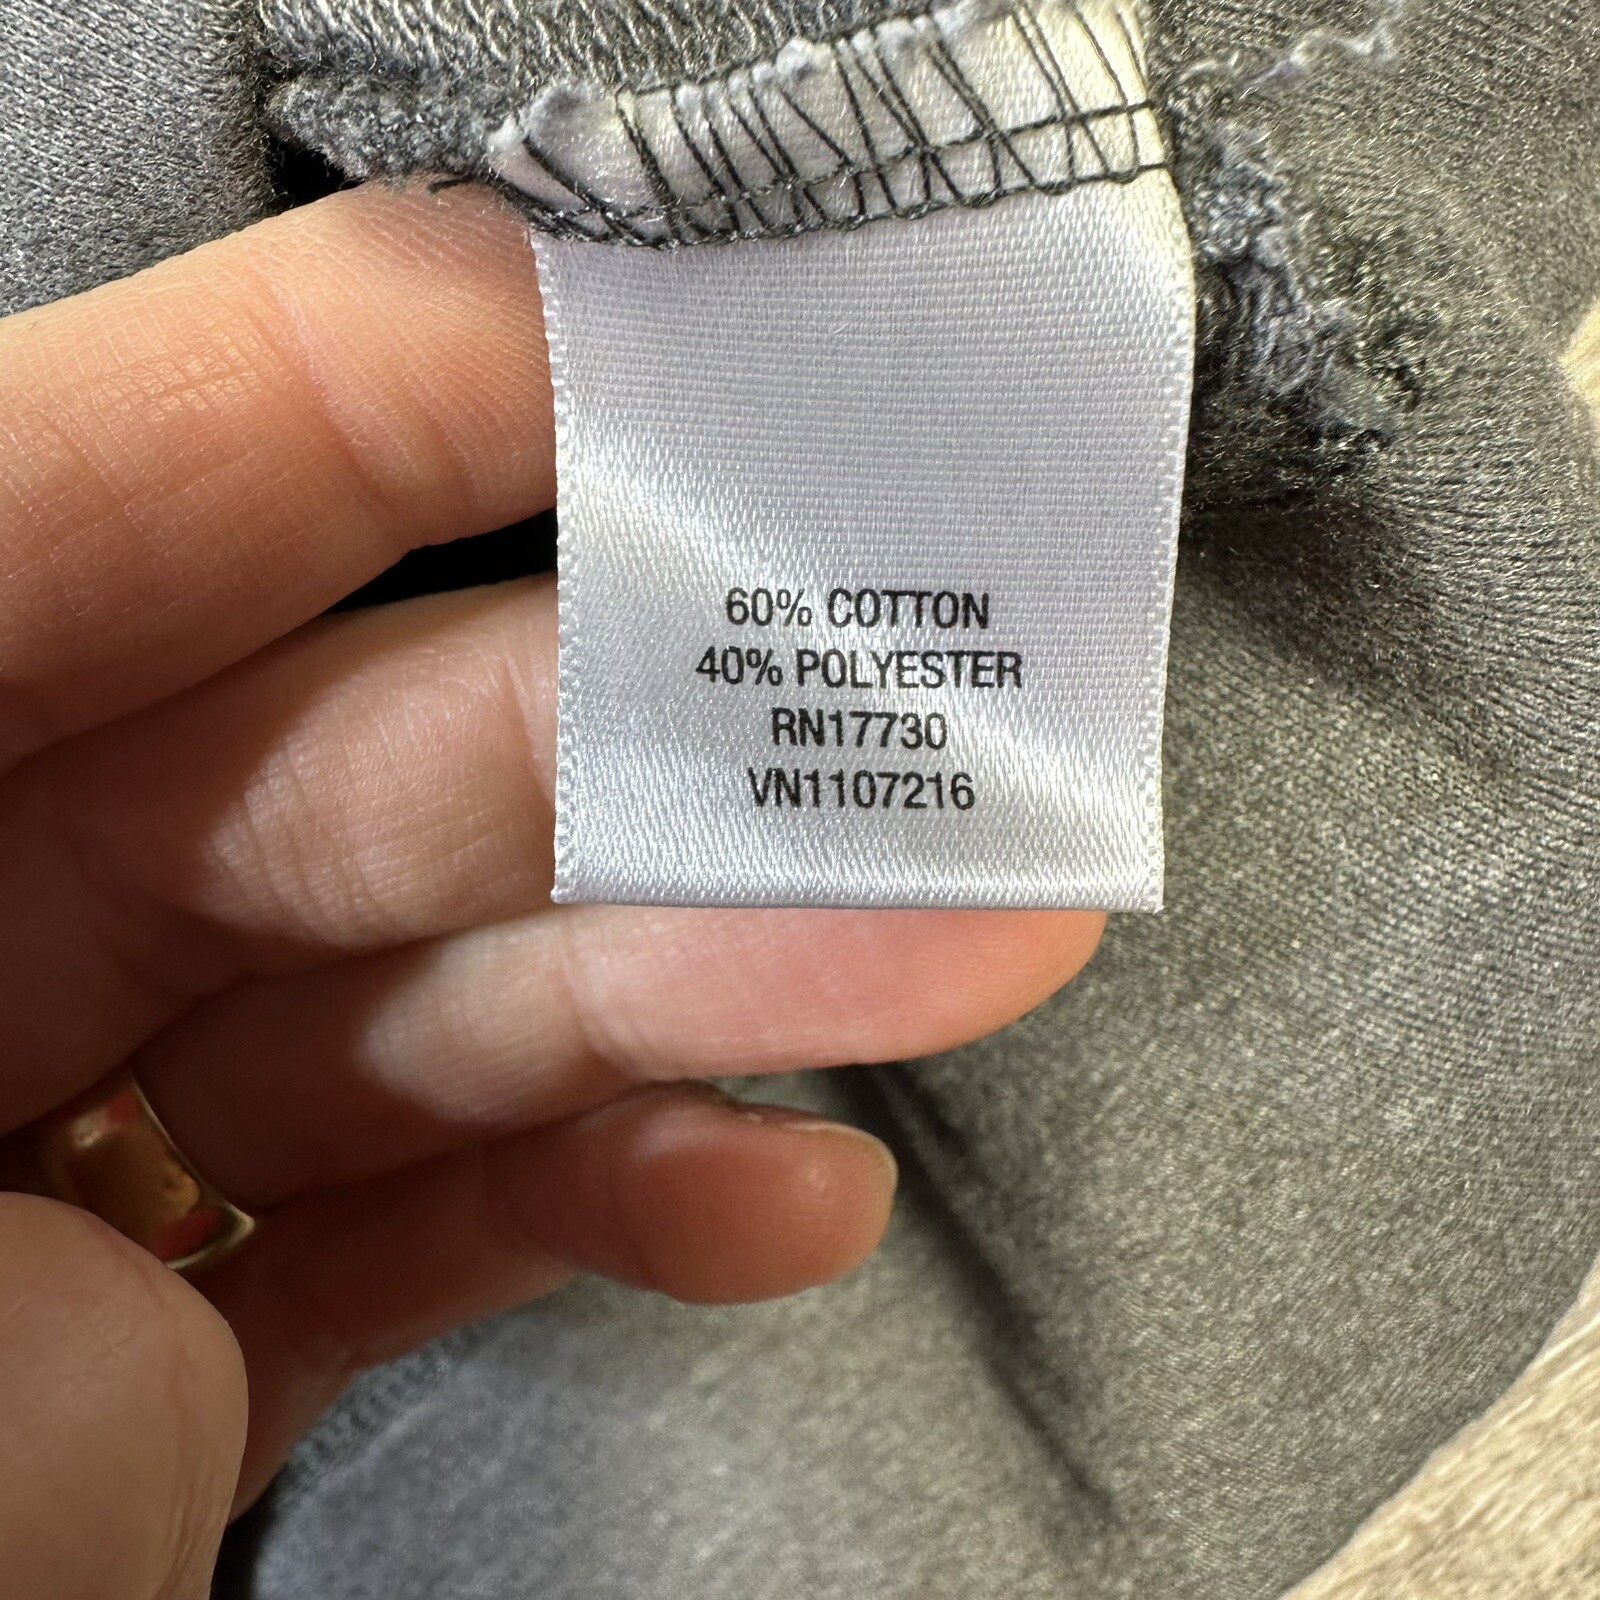 60% COTTON
40% POLYESTER
RN17730
VN1107216